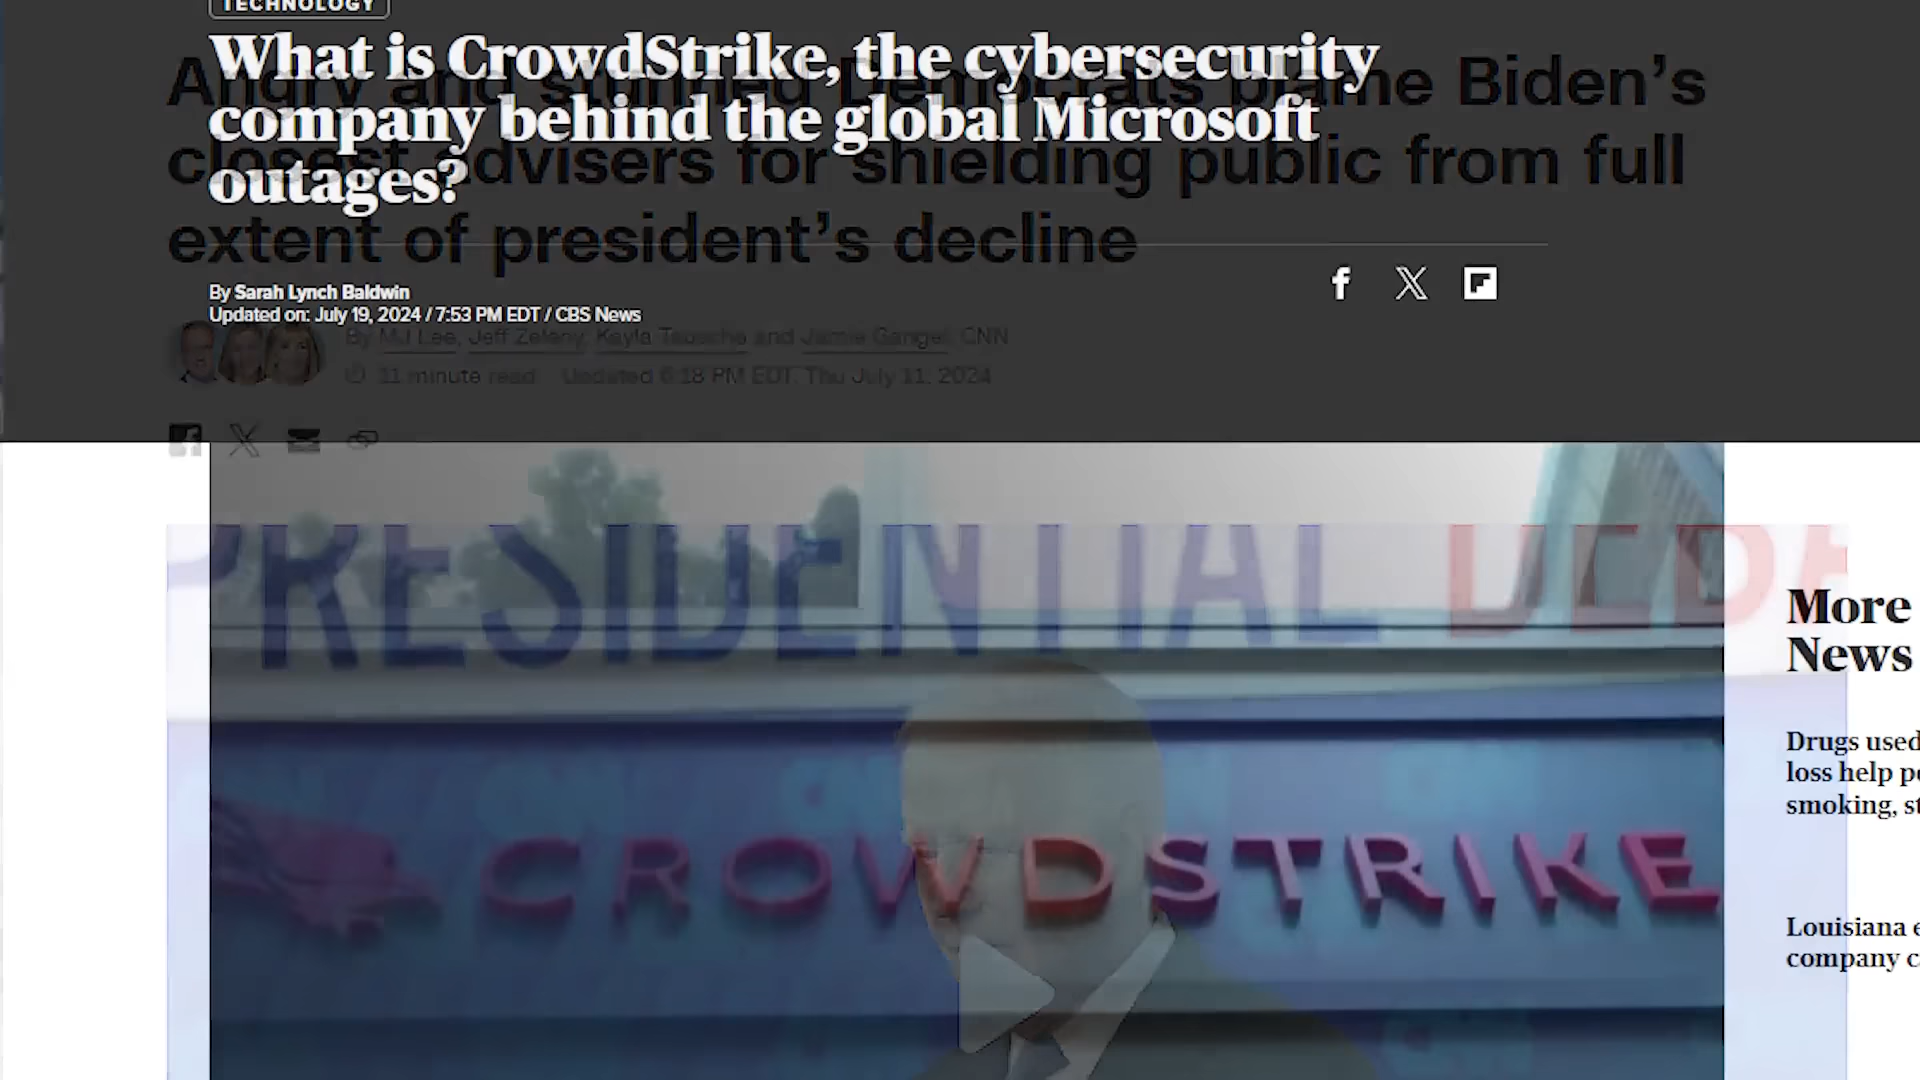 TECHNOLOGY
What is CrowdStrike, the cybersecurity
company behind the global Microsoft
outages?
Angry and stunned Democrats blame Biden’s
closest advisers for shielding public from full
extent of president’s decline
By Sarah Lynch Baldwin
Updated on: July 19, 2024 / 7:53 PM EDT / CBS News
By MJ Lee, Jeff Zeleny, Kayla Tausche and Jamie Gangel, CNN
11 minute read Updated 6:18 PM EDT, Thu July 11, 2024
PRESIDENTIAL DEB
CROWDSTRIKE
More
News
Drugs used
loss help pe
smoking, st
Louisiana e
company c